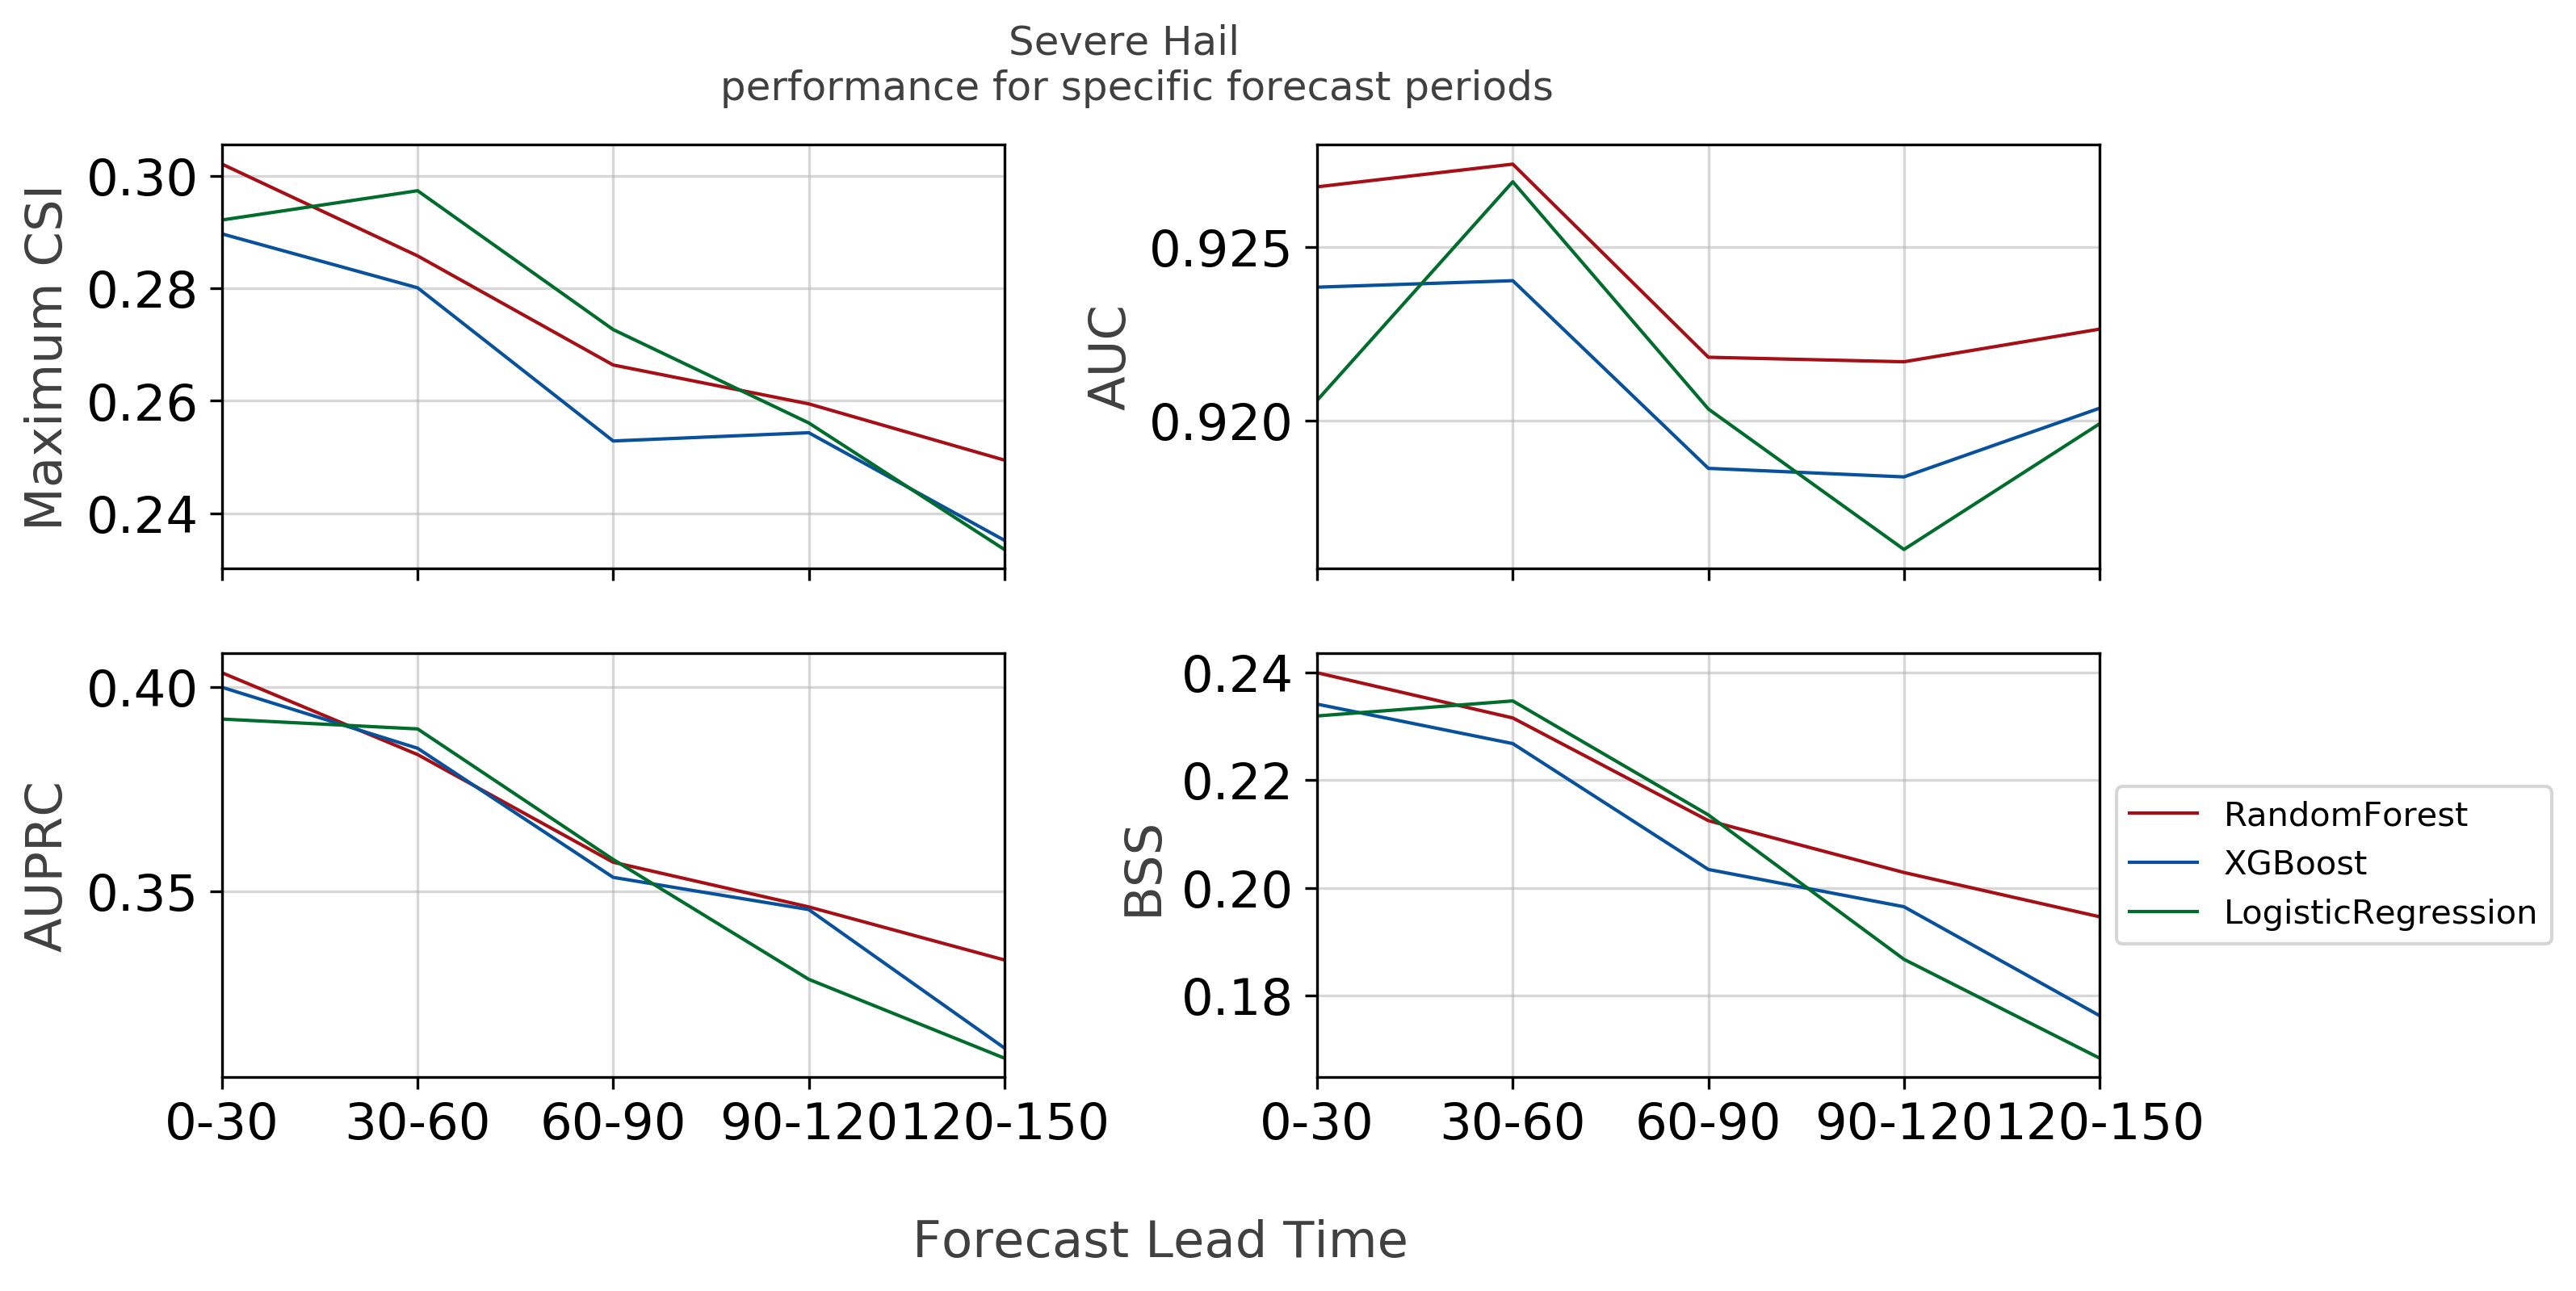 Severe Hail
performance for specific forecast periods
Maximum CSI
0.30
0.28
0.26
0.24
AUC
0.925
0.920
AUPRC
0.40
0.35
0-30 30-60 60-90 90-120 120-150
BSS
0.24
0.22
0.20
0.18
0-30 30-60 60-90 90-120 120-150
RandomForest
XGBoost
LogisticRegression
Forecast Lead Time